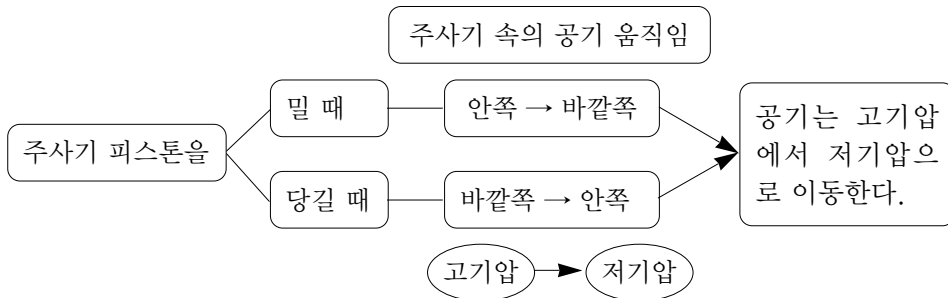 주사기 속의 공기 움직임
주사기 피스톤을
밀 때
안쪽 → 바깥쪽
당길 때
바깥쪽 → 안쪽
공기는 고기압
에서 저기압으
로 이동한다.
고기압
저기압